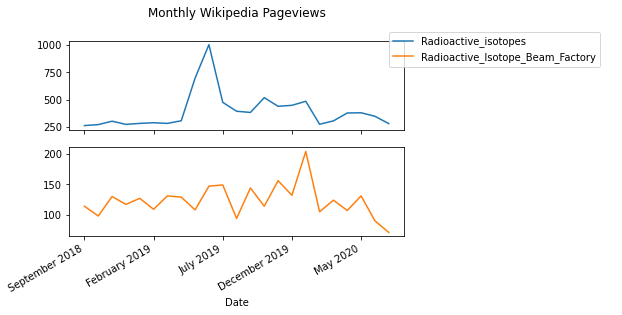 Monthly Wikipedia Pageviews
Radioactive_isotopes
Radioactive_Isotope_Beam_Factory
1000
750
500
250
200
150
100
September 2018
February 2019
July 2019
December 2019
May 2020
Date